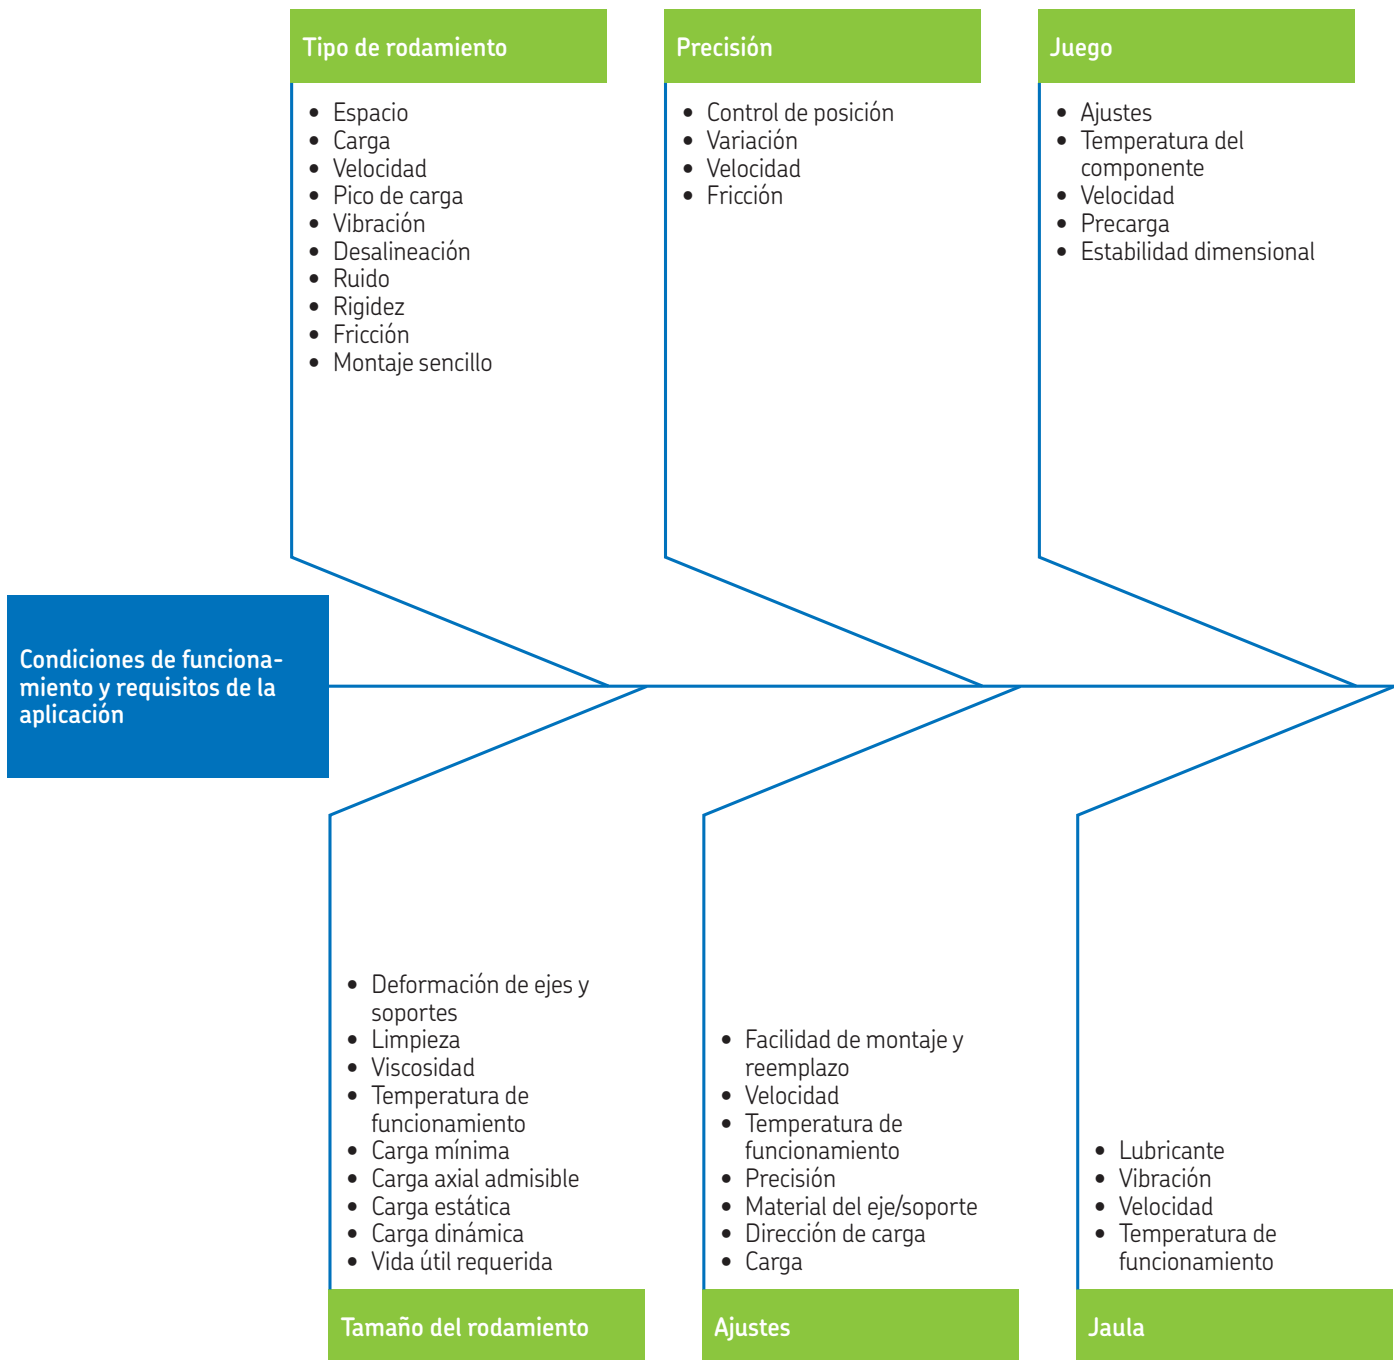 Tipo de rodamiento
• Espacio
• Carga
• Velocidad
• Pico de carga
• Vibración
• Desalineación
• Ruido
• Rigidez
• Fricción
• Montaje sencillo
Precisión
• Control de posición
• Variación
• Velocidad
• Fricción
Juego
• Ajustes
• Temperatura del
componente
• Velocidad
• Precarga
• Estabilidad dimensional
Condiciones de funciona-
miento y requisitos de la
aplicación
• Deformación de ejes y
soportes
• Limpieza
• Viscosidad
• Temperatura de
funcionamiento
• Carga mínima
• Carga axial admisible
• Carga estática
• Carga dinámica
• Vida útil requerida
Tamaño del rodamiento
• Facilidad de montaje y
reemplazo
• Velocidad
• Temperatura de
funcionamiento
• Precisión
• Material del eje/soporte
• Dirección de carga
• Carga
Ajustes
• Lubricante
• Vibración
• Velocidad
• Temperatura de
funcionamiento
Jaula